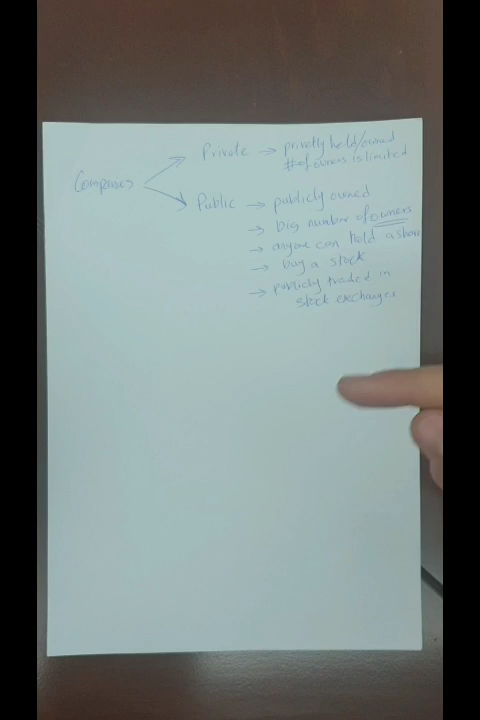 Private → privetly held/owned
# of owners is limited
Companies
Public → publicly owned
→ big number of owners
→ anyone can hold a share
→ buy a stock
→ publicly traded in
stock exchanges